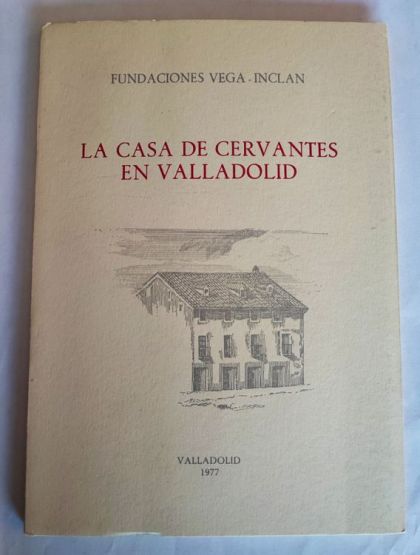 FUNDACIONES VEGA-INCLAN
LA CASA DE CERVANTES
EN VALLADOLID
VALLADOLID
1977